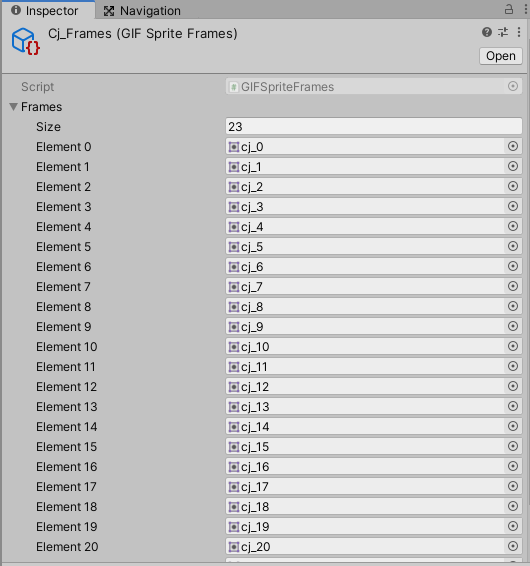 Inspector Navigation
Cj_Frames (GIF Sprite Frames)
Open
Script GIFSpriteFrames
Frames
Size 23
Element 0 cj_0
Element 1 cj_1
Element 2 cj_2
Element 3 cj_3
Element 4 cj_4
Element 5 cj_5
Element 6 cj_6
Element 7 cj_7
Element 8 cj_8
Element 9 cj_9
Element 10 cj_10
Element 11 cj_11
Element 12 cj_12
Element 13 cj_13
Element 14 cj_14
Element 15 cj_15
Element 16 cj_16
Element 17 cj_17
Element 18 cj_18
Element 19 cj_19
Element 20 cj_20